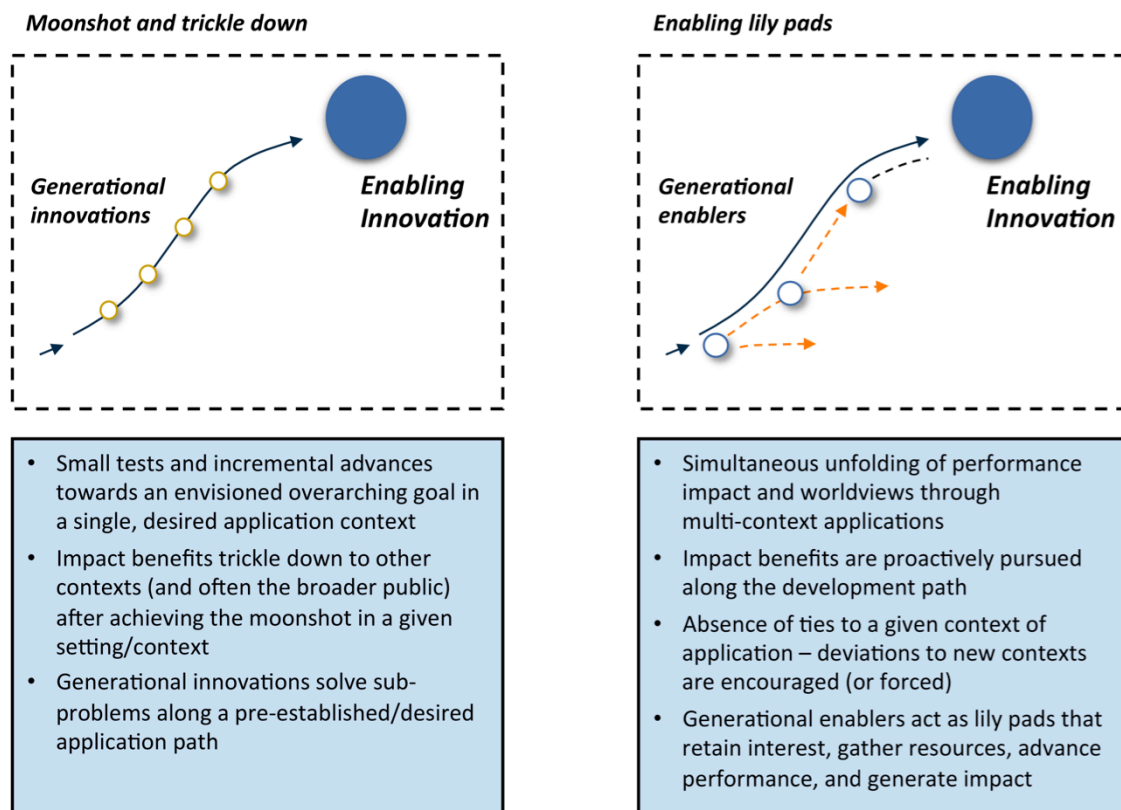 Moonshot and trickle down
Generational
innovations
Enabling
Innovation
• Small tests and incremental advances
towards an envisioned overarching goal in
a single, desired application context
• Impact benefits trickle down to other
contexts (and often the broader public)
after achieving the moonshot in a given
setting/context
• Generational innovations solve sub-
problems along a pre-established/desired
application path
Enabling lily pads
Generational
enablers
Enabling
Innovation
• Simultaneous unfolding of performance
impact and worldviews through
multi-context applications
• Impact benefits are proactively pursued
along the development path
• Absence of ties to a given context of
application – deviations to new contexts
are encouraged (or forced)
• Generational enablers act as lily pads that
retain interest, gather resources, advance
performance, and generate impact